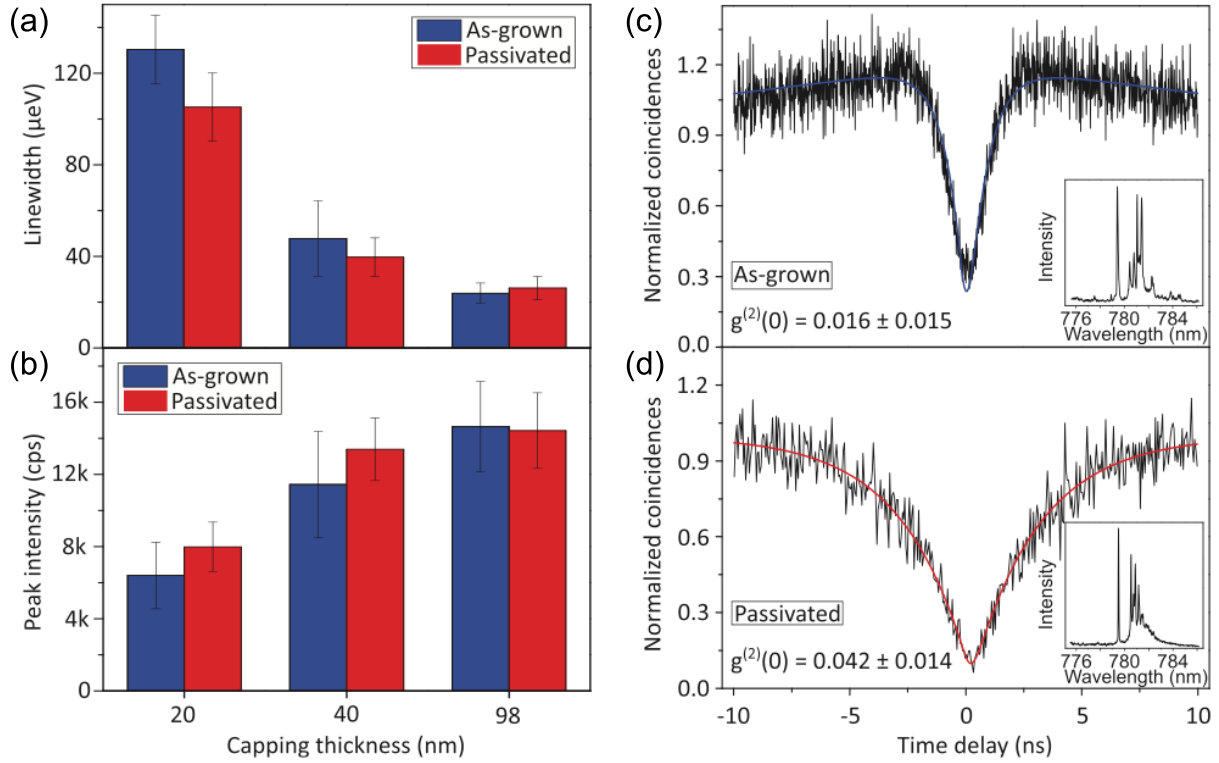 (a)
As-grown
Passivated
120
80
40
0
Linewidth (µeV)
(b)
As-grown
Passivated
16k
12k
8k
4k
0
Peak intensity (cps)
20 40 98
Capping thickness (nm)
(c)
1.2
0.9
0.6
0.3
0.0
Normalized coincidences
As-grown
g(2)(0) = 0.016 ± 0.015
Intensity
776 780 784
Wavelength (nm)
(d)
1.2
0.9
0.6
0.3
0.0
Normalized coincidences
Passivated
g(2)(0) = 0.042 ± 0.014
Intensity
776 780 784
Wavelength (nm)
-10 -5 0 5 10
Time delay (ns)